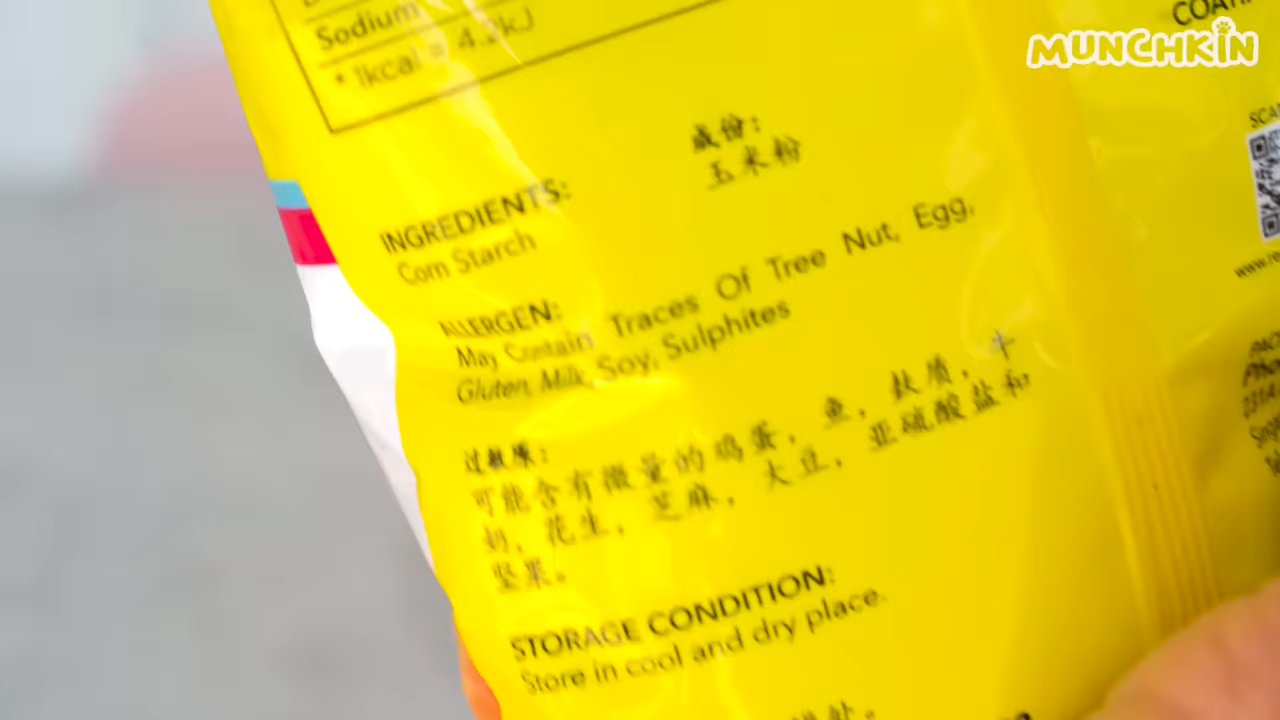 Sodium
* 1kcal = 4.2kJ
MUNCHKIN
成份:
玉米粉
INGREDIENTS:
Corn Starch
ALLERGEN:
May Contain Traces Of Tree Nut, Egg,
Gluten, Milk, Soy, Sulphites
过敏原:
可能含有微量的鸡蛋, 鱼, 麸质, 牛
奶, 花生, 芝麻, 大豆, 亚硫酸盐和
坚果。
STORAGE CONDITION:
Store in cool and dry place.